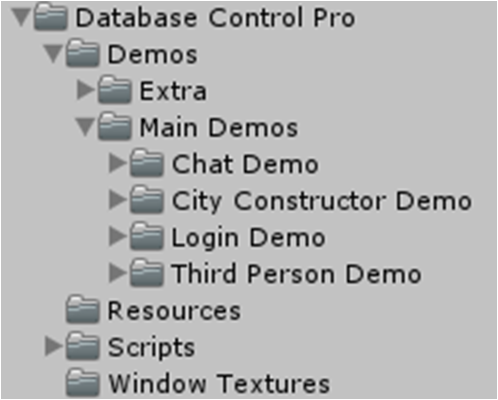 Database Control Pro
Demos
Extra
Main Demos
Chat Demo
City Constructor Demo
Login Demo
Third Person Demo
Resources
Scripts
Window Textures